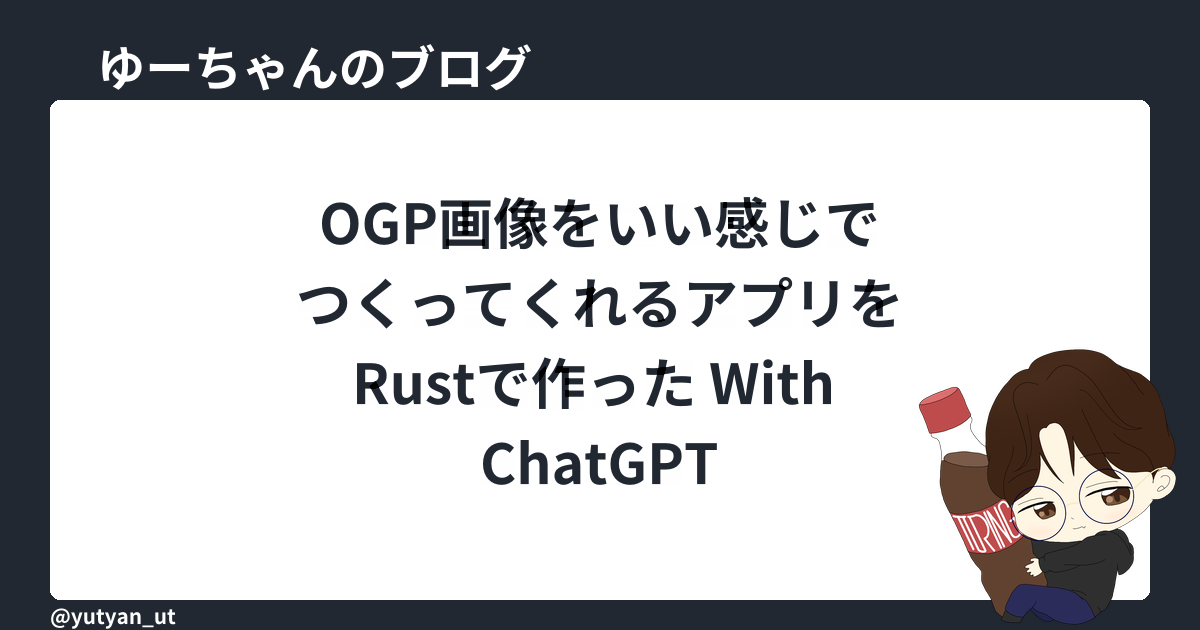 ゆーちゃんのブログ
OGP画像をいい感じで
つくってくれるアプリを
Rustで作った With
ChatGPT
TURING
@yutyan_ut